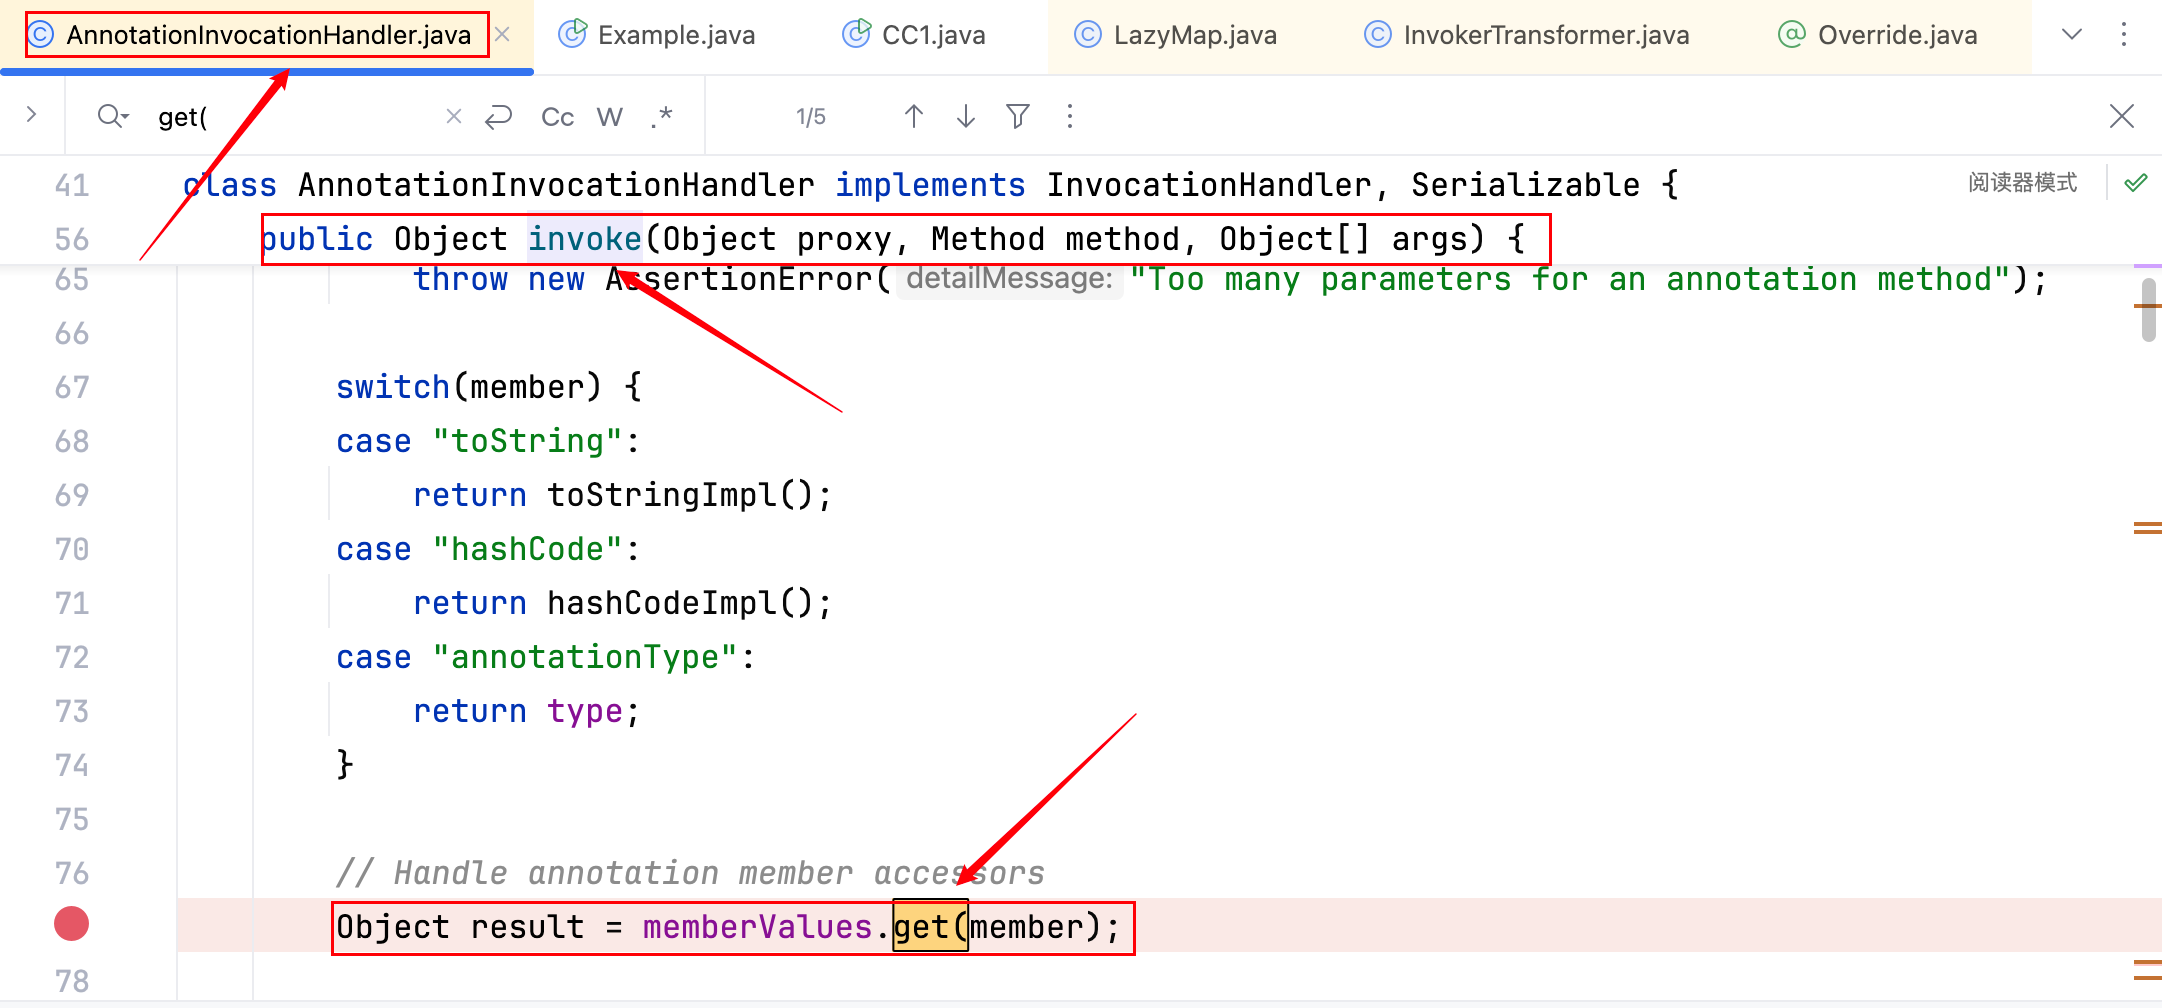 AnnotationInvocationHandler.java Example.java CC1.java LazyMap.java InvokerTransformer.java Override.java
get( Cc W .* 1/5
41 class AnnotationInvocationHandler implements InvocationHandler, Serializable { 阅读器模式
56 public Object invoke(Object proxy, Method method, Object[] args) {
65 throw new AssertionError( detailMessage: "Too many parameters for an annotation method");
66
67 switch(member) {
68 case "toString":
69 return toStringImpl();
70 case "hashCode":
71 return hashCodeImpl();
72 case "annotationType":
73 return type;
74 }
75
76 // Handle annotation member accessors
Object result = memberValues.get(member);
78